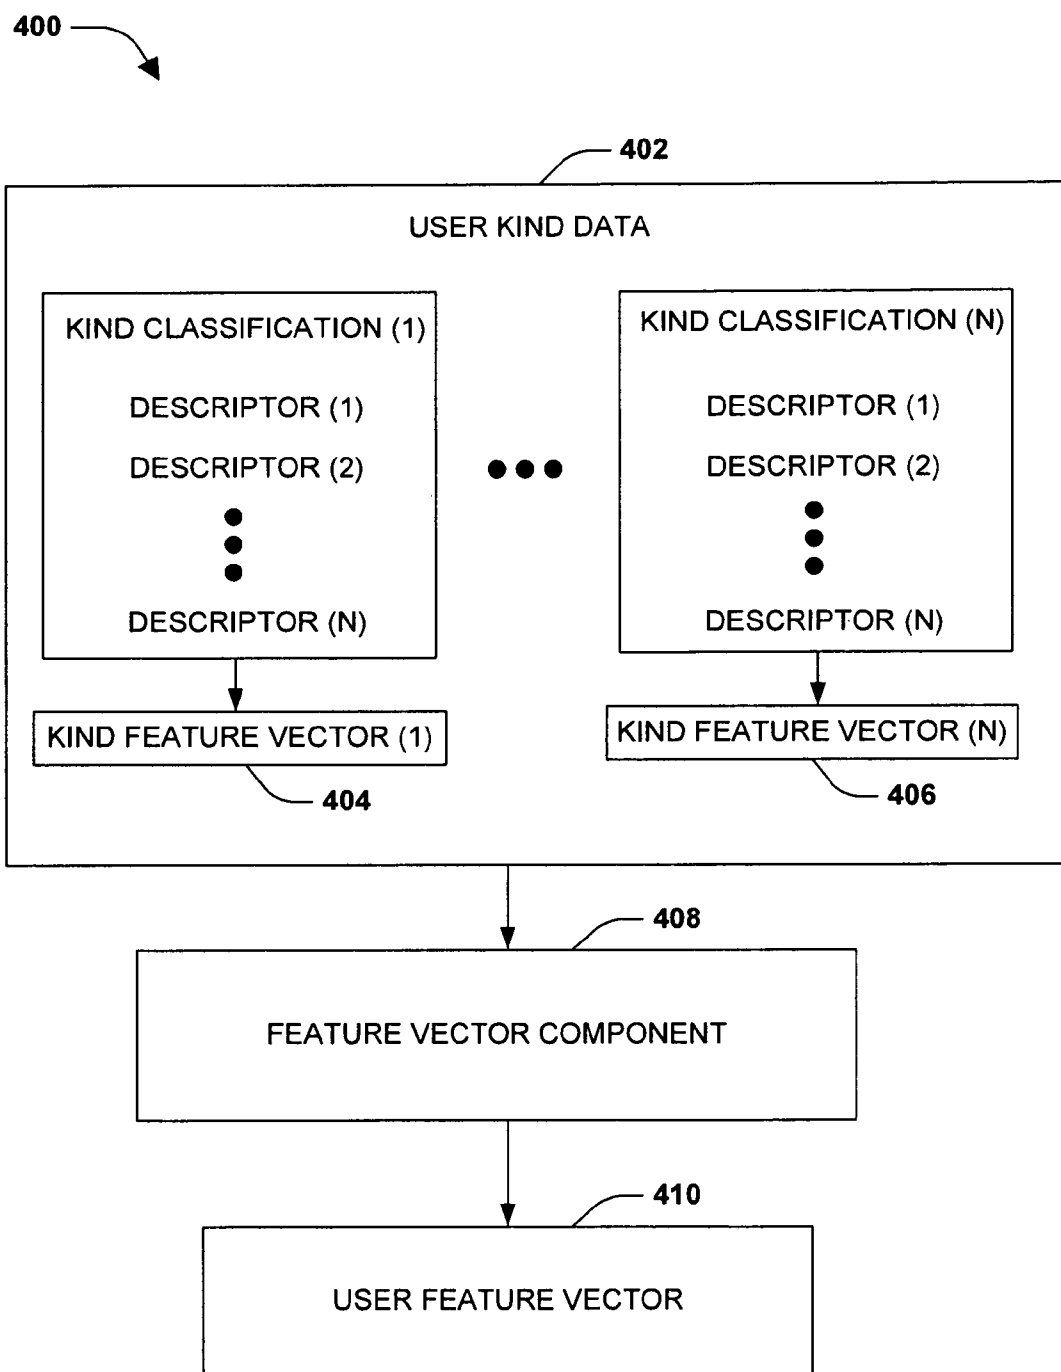 400
402
USER KIND DATA
KIND CLASSIFICATION (1)
DESCRIPTOR (1)
DESCRIPTOR (2)
DESCRIPTOR (N)
KIND FEATURE VECTOR (1)
404
KIND CLASSIFICATION (N)
DESCRIPTOR (1)
DESCRIPTOR (2)
DESCRIPTOR (N)
KIND FEATURE VECTOR (N)
406
408
FEATURE VECTOR COMPONENT
410
USER FEATURE VECTOR